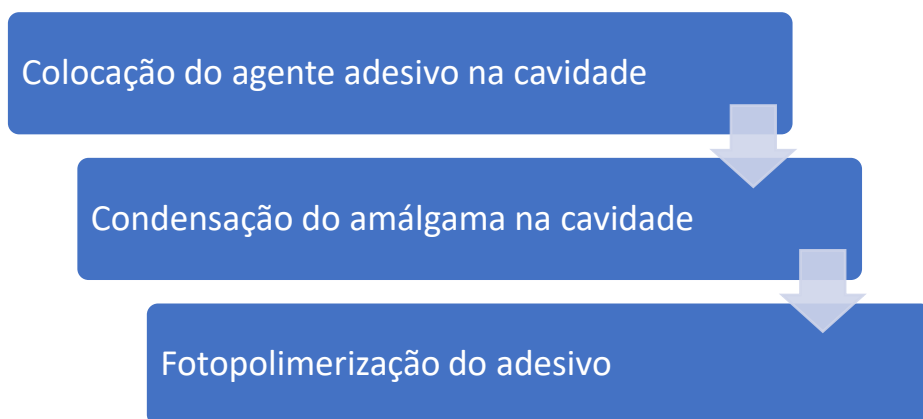 Colocação do agente adesivo na cavidade
Condensação do amálgama na cavidade
Fotopolimerização do adesivo